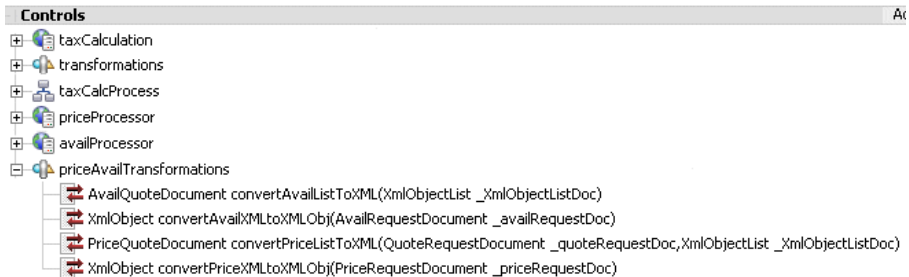 Controls
taxCalculation
transformations
taxCalcProcess
priceProcessor
availProcessor
priceAvailTransformations
AvailQuoteDocument convertAvailListToXML(XmlObjectList _XmlObjectListDoc)
XmlObject convertAvailXMLtoXMLObj(AvailRequestDocument _availRequestDoc)
PriceQuoteDocument convertPriceListToXML(QuoteRequestDocument _quoteRequestDoc,XmlObjectList _XmlObjectListDoc)
XmlObject convertPriceXMLtoXMLObj(PriceRequestDocument _priceRequestDoc)